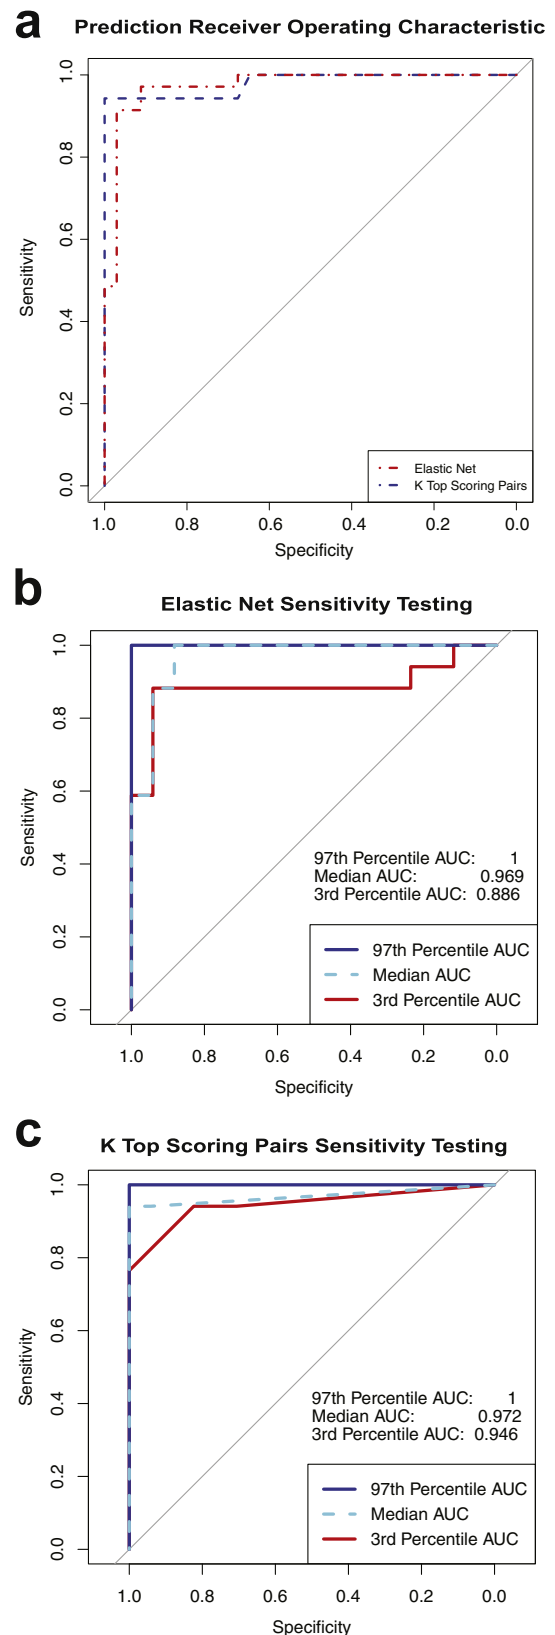 a
Prediction Receiver Operating Characteristic
1.0
0.8
0.6
0.4
0.2
0.0
Sensitivity
Elastic Net
K Top Scoring Pairs
1.0 0.8 0.6 0.4 0.2 0.0
Specificity
b
Elastic Net Sensitivity Testing
1.0
0.8
0.6
0.4
0.2
0.0
Sensitivity
97th Percentile AUC: 1
Median AUC: 0.969
3rd Percentile AUC: 0.886
97th Percentile AUC
Median AUC
3rd Percentile AUC
1.0 0.8 0.6 0.4 0.2 0.0
Specificity
c
K Top Scoring Pairs Sensitivity Testing
1.0
0.8
0.6
0.4
0.2
0.0
Sensitivity
97th Percentile AUC: 1
Median AUC: 0.972
3rd Percentile AUC: 0.946
97th Percentile AUC
Median AUC
3rd Percentile AUC
1.0 0.8 0.6 0.4 0.2 0.0
Specificity